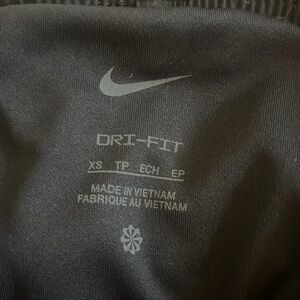 DRI-FIT
XS TP ECH EP
MADE IN VIETNAM
FABRIQUE AU VIETNAM